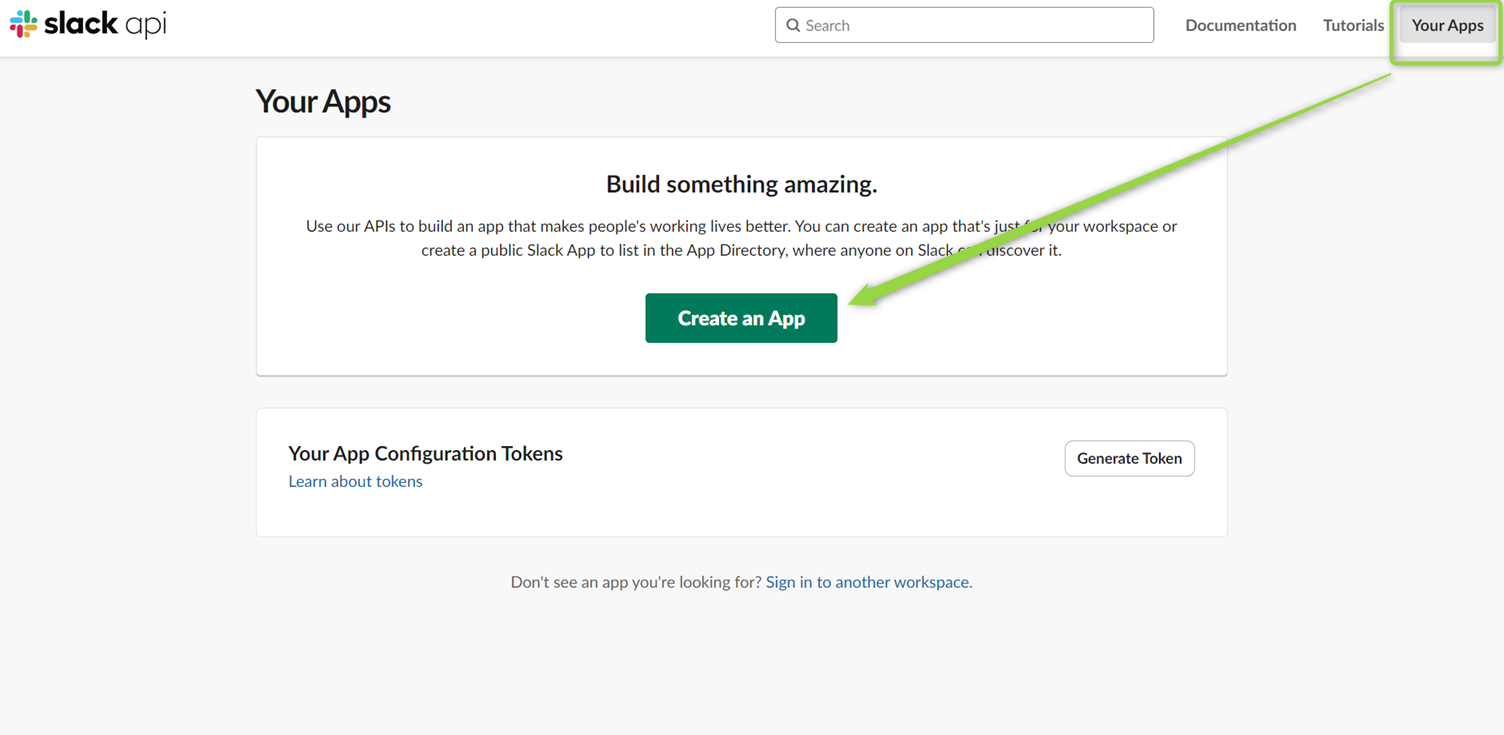 slack api
Search
Documentation
Tutorials
Your Apps
Your Apps
Build something amazing.
Use our APIs to build an app that makes people's working lives better. You can create an app that's just for your workspace or
create a public Slack App to list in the App Directory, where anyone on Slack can discover it.
Create an App
Your App Configuration Tokens
Generate Token
Learn about tokens
Don't see an app you're looking for? Sign in to another workspace.